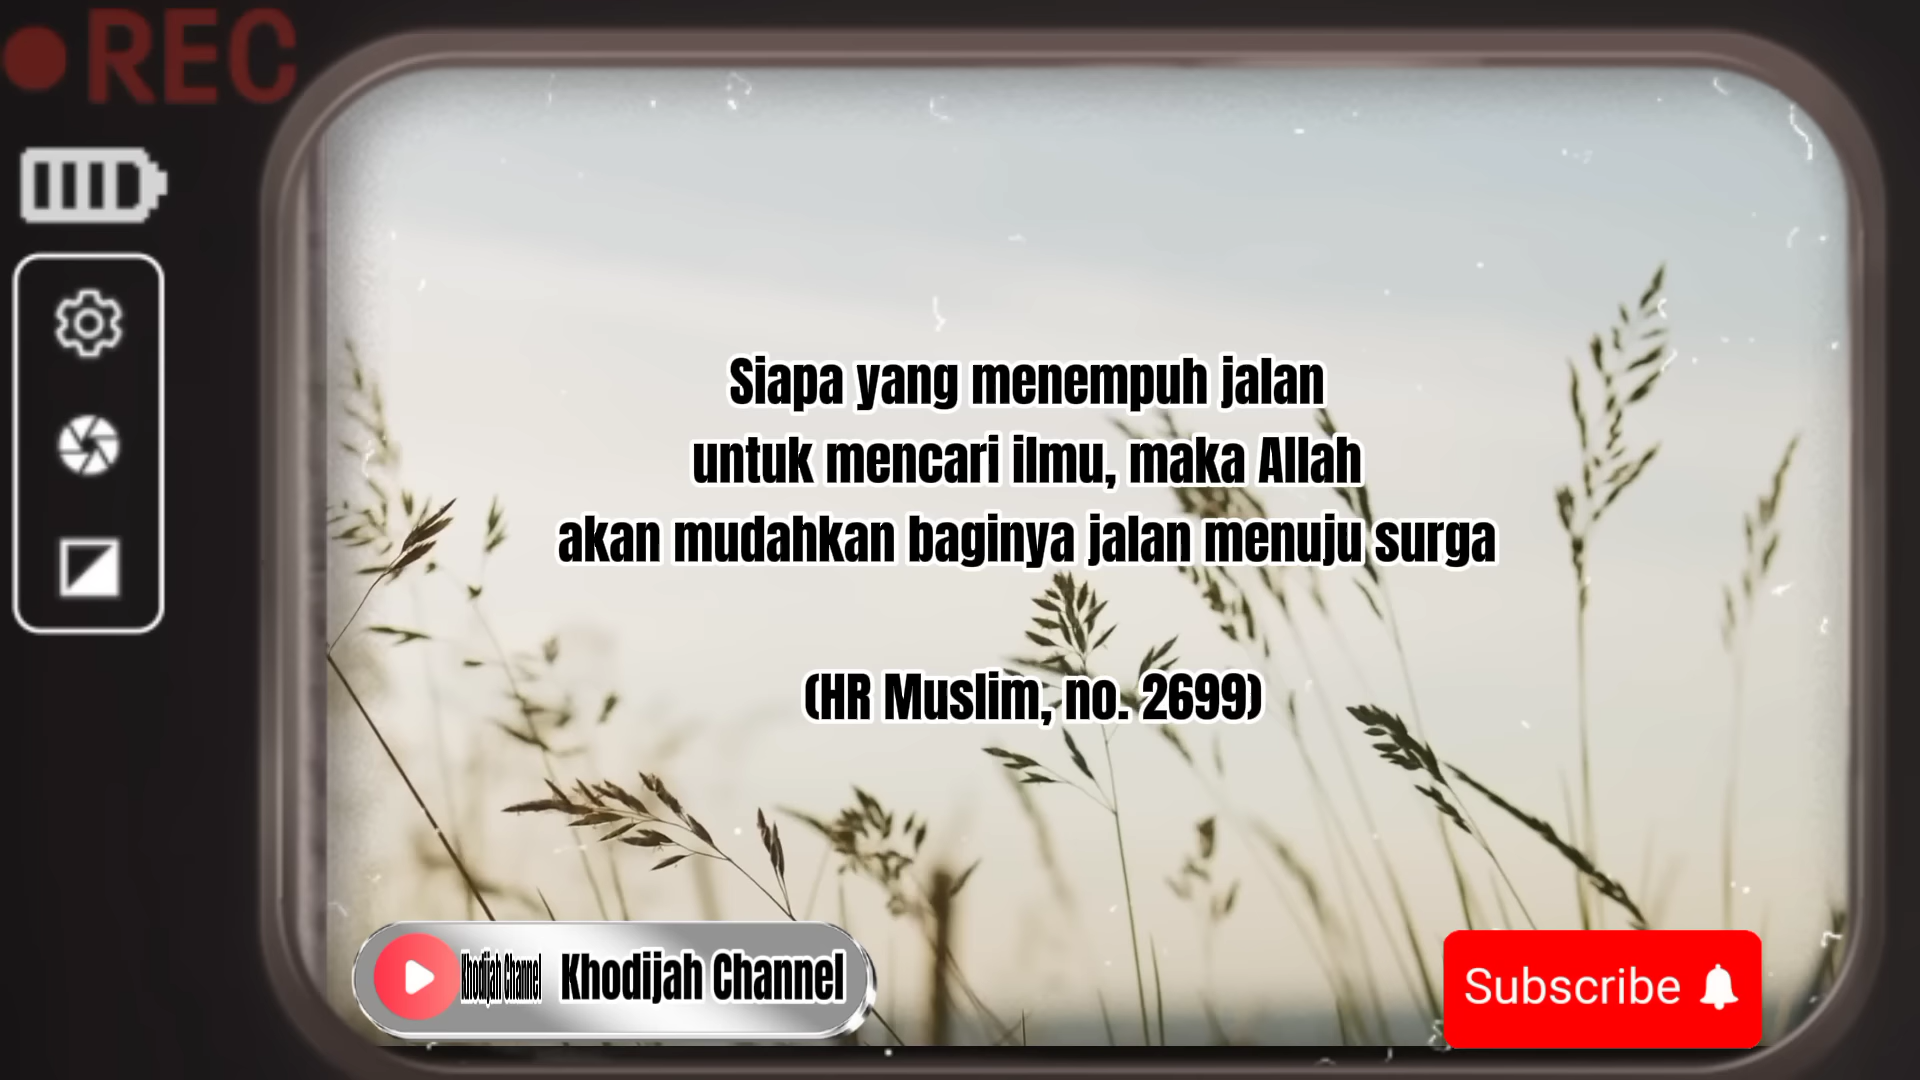 REC
Siapa yang menempuh jalan
untuk mencari ilmu, maka Allah
akan mudahkan baginya jalan menuju surga
(HR Muslim, no. 2699)
Khodijah Channel Khodijah Channel
Subscribe